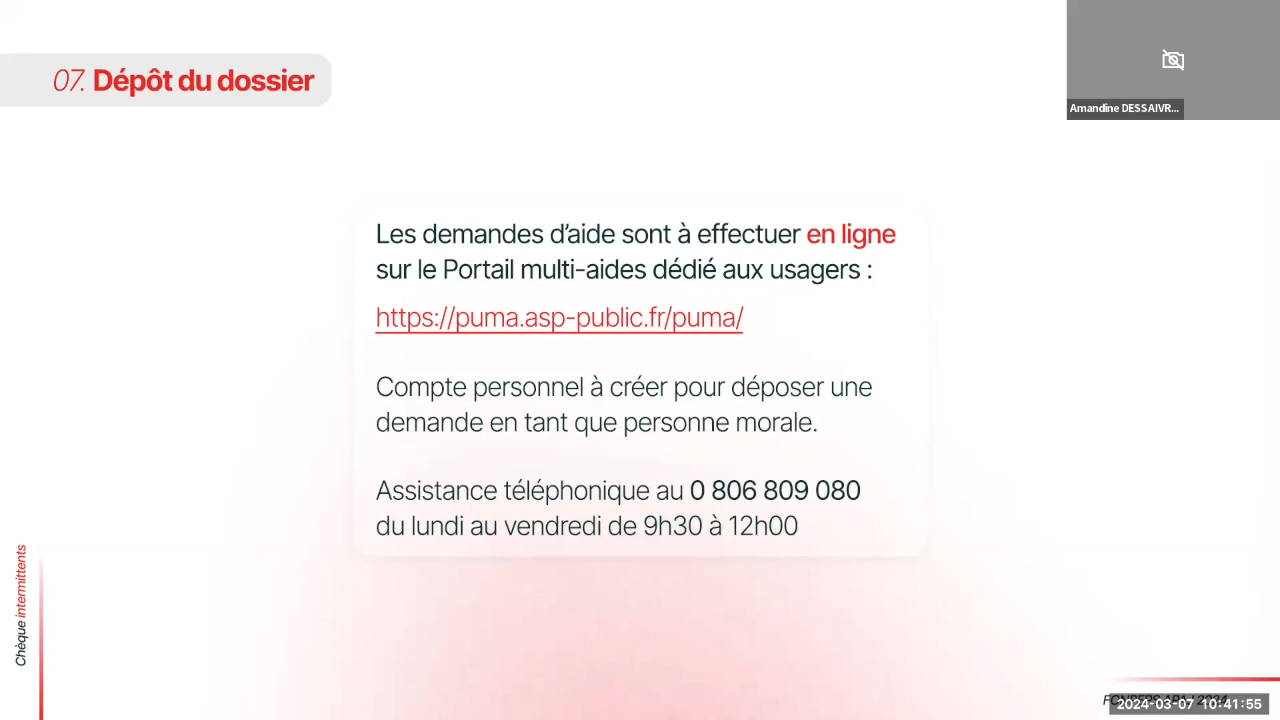 07. Dépôt du dossier
Amandine DESSAIVR...
Les demandes d’aide sont à effectuer en ligne
sur le Portail multi-aides dédié aux usagers :
https://puma.asp-public.fr/puma/
Compte personnel à créer pour déposer une
demande en tant que personne morale.
Assistance téléphonique au 0 806 809 080
du lundi au vendredi de 9h30 à 12h00
Chèque intermittents
2024-03-07 10:41:55